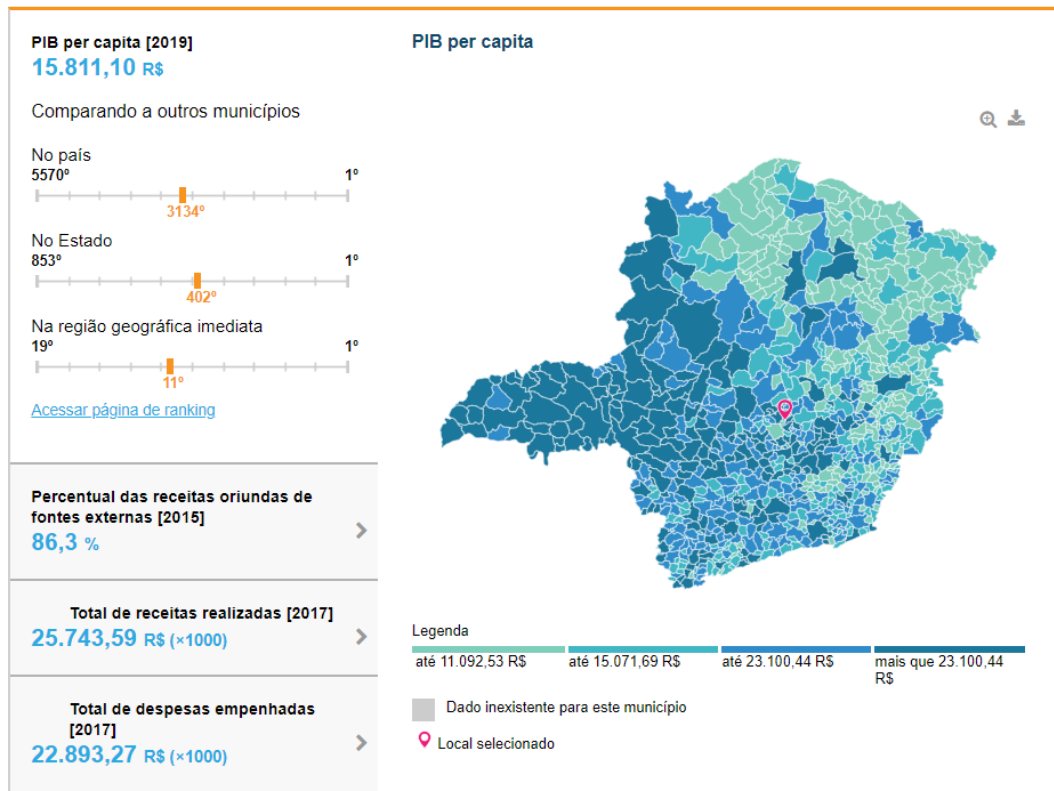 PIB per capita [2019]
15.811,10 R$
Comparando a outros municípios
No país
5570º 1º
3134º
No Estado
853º 1º
402º
Na região geográfica imediata
19º 1º
11º
Acessar página de ranking
Percentual das receitas oriundas de
fontes externas [2015]
86,3 %
Total de receitas realizadas [2017]
25.743,59 R$ (×1000)
Total de despesas empenhadas
[2017]
22.893,27 R$ (×1000)
PIB per capita
Legenda
até 11.092,53 R$
até 15.071,69 R$
até 23.100,44 R$
mais que 23.100,44
R$
Dado inexistente para este município
Local selecionado